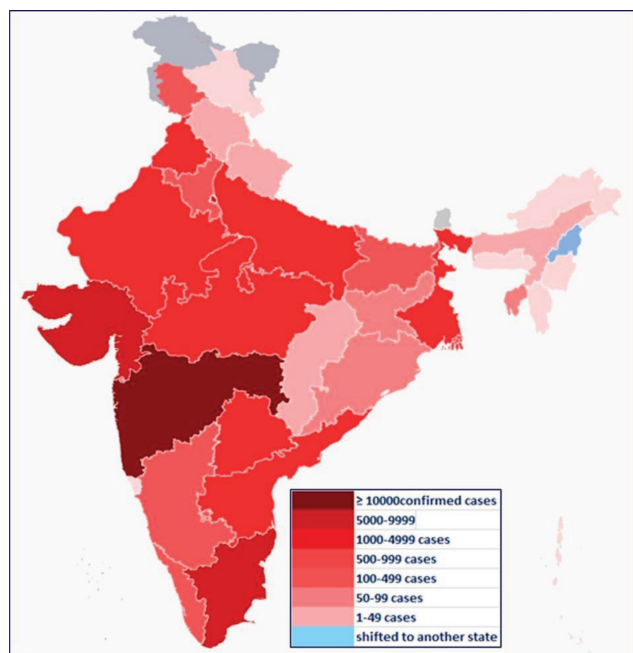 ≥ 10000confirmed cases
5000-9999
1000-4999 cases
500-999 cases
100-499 cases
50-99 cases
1-49 cases
shifted to another state